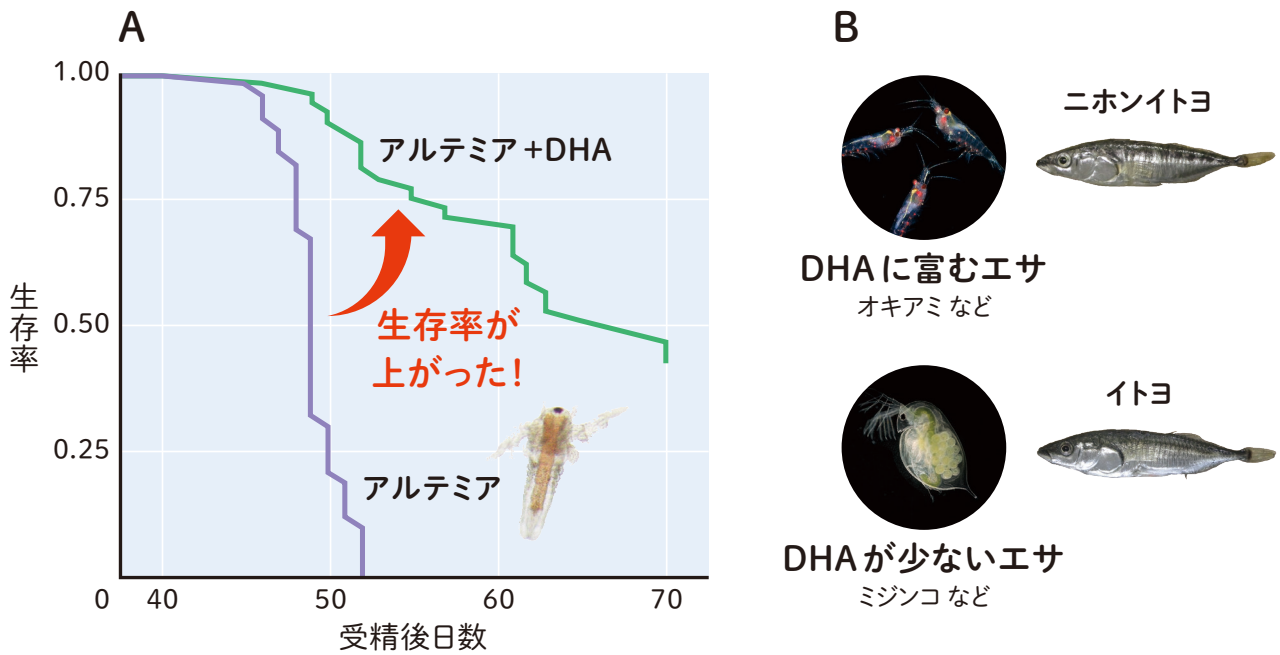 A
1.00
0.75
0.50
0.25
0
40
50
60
70
生存率
受精後日数
アルテミア+DHA
生存率が
上がった!
アルテミア
B
ニホンイトヨ
DHAに富むエサ
オキアミ など
イトヨ
DHAが少ないエサ
ミジンコ など